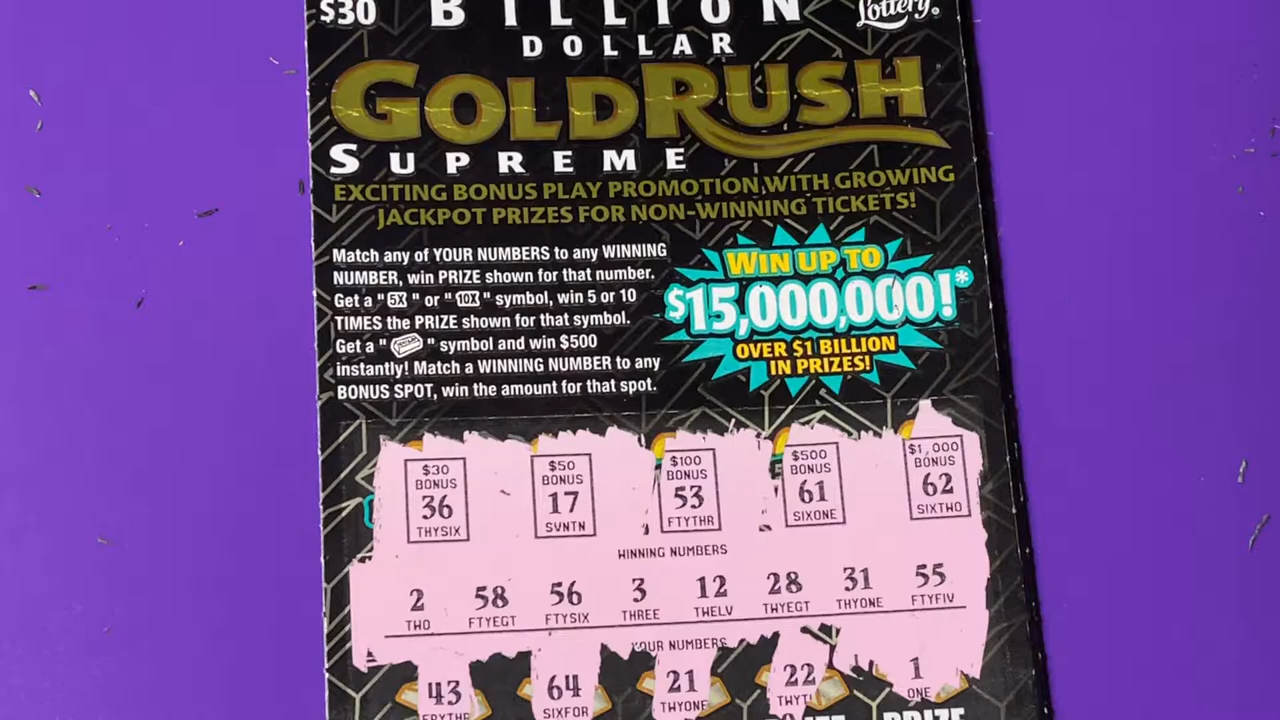 $30 BILLION Lottery
DOLLAR
GOLDRUSH
SUPREME
EXCITING BONUS PLAY PROMOTION WITH GROWING
JACKPOT PRIZES FOR NON-WINNING TICKETS!
Match any of YOUR NUMBERS to any WINNING
NUMBER, win PRIZE shown for that number.
Get a "5X" or "10X" symbol, win 5 or 10
TIMES the PRIZE shown for that symbol.
Get a " " symbol and win $500
instantly! Match a WINNING NUMBER to any
BONUS SPOT, win the amount for that spot.
WIN UP TO
$15,000,000!*
OVER $1 BILLION
IN PRIZES!
$30 $50 $100 $500 $1,000
BONUS BONUS BONUS BONUS BONUS
36 17 53 61 62
THYSIX SVNTN FTYTHR SIXONE SIXTWO
WINNING NUMBERS
2 58 56 3 12 28 31 55
TWO FTYEGT FTYSIX THREE TWELV TWYEGT THYONE FTYFIV
YOUR NUMBERS
43 64 21 22 1
SIXFOR TWYONE ONE
PRIZE